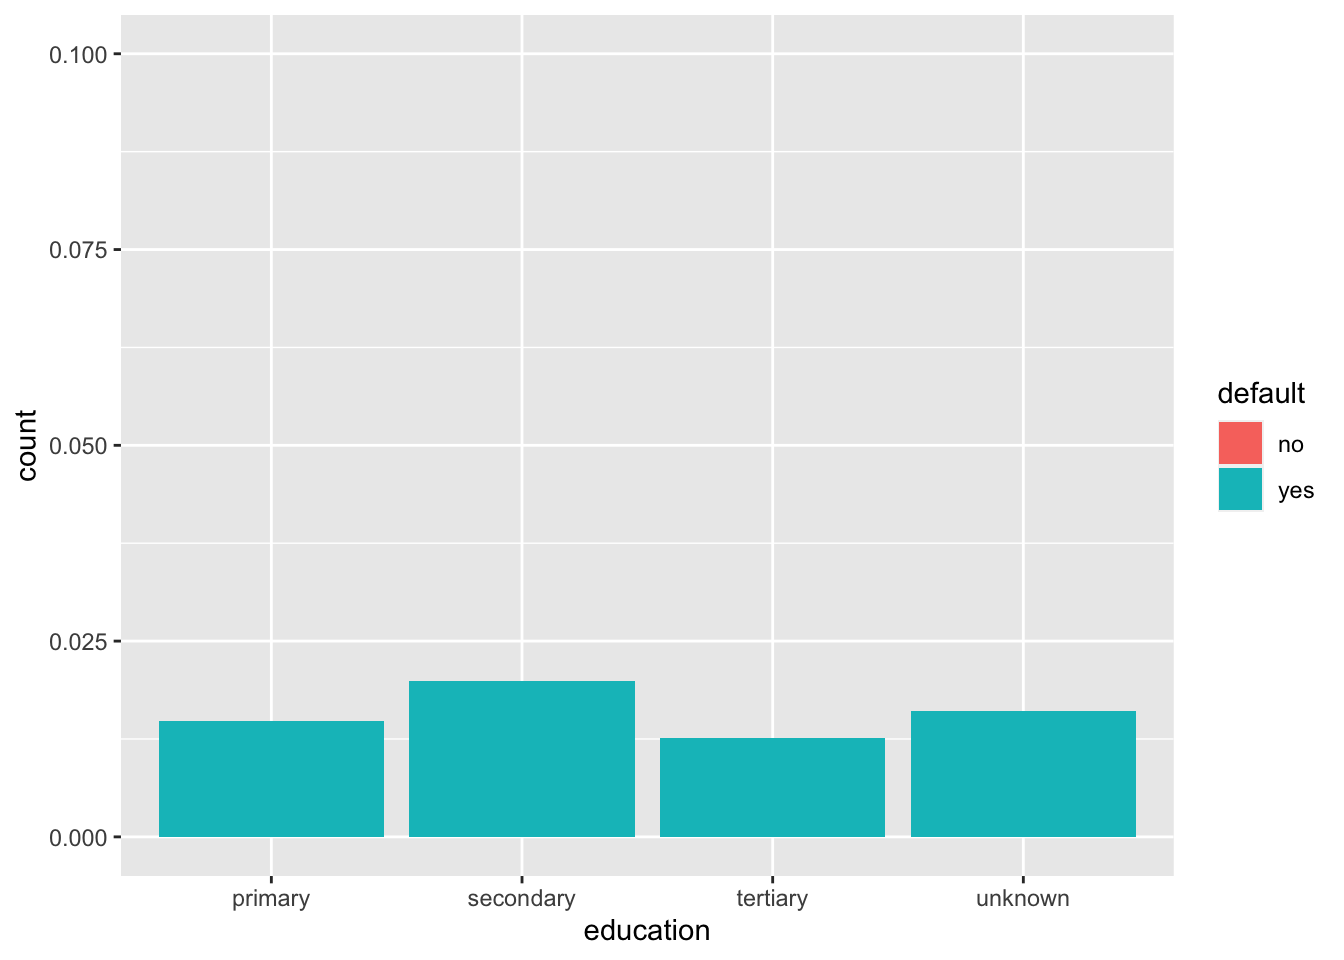 0.100
0.075
0.050
0.025
0.000
count
primary secondary tertiary unknown
education
default
no
yes